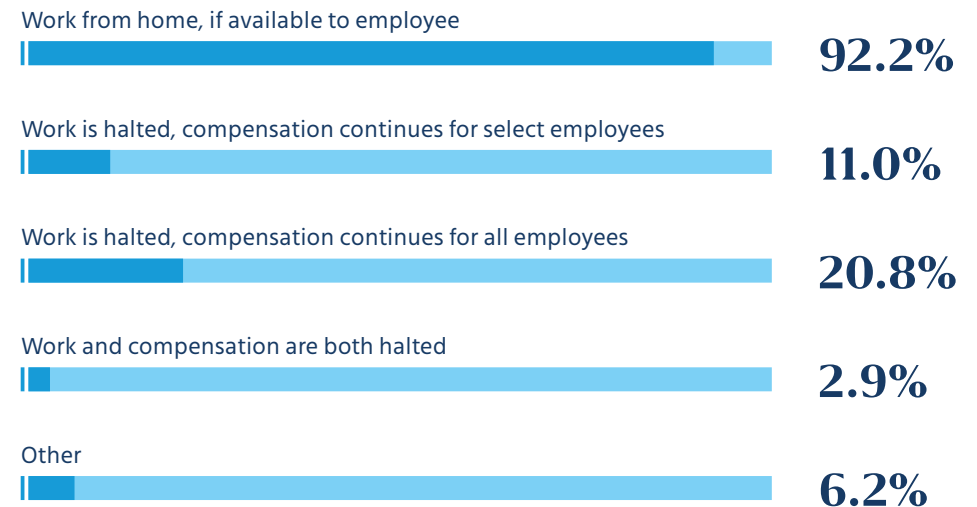 Work from home, if available to employee
92.2%
Work is halted, compensation continues for select employees
11.0%
Work is halted, compensation continues for all employees
20.8%
Work and compensation are both halted
2.9%
Other
6.2%